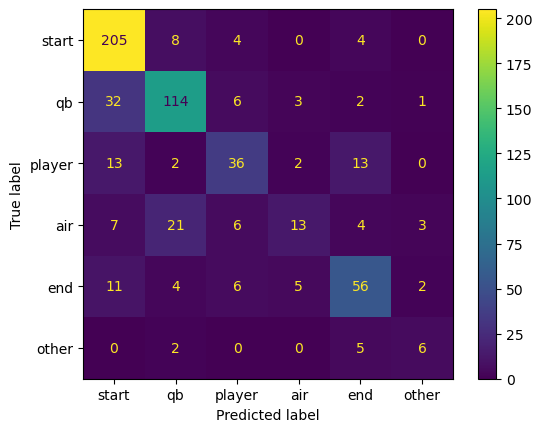 start 205 8 4 0 4 0
qb 32 114 6 3 2 1
player 13 2 36 2 13 0
air 7 21 6 13 4 3
end 11 4 6 5 56 2
other 0 2 0 0 5 6
start qb player air end other
Predicted label
True label
200
175
150
125
100
75
50
25
0